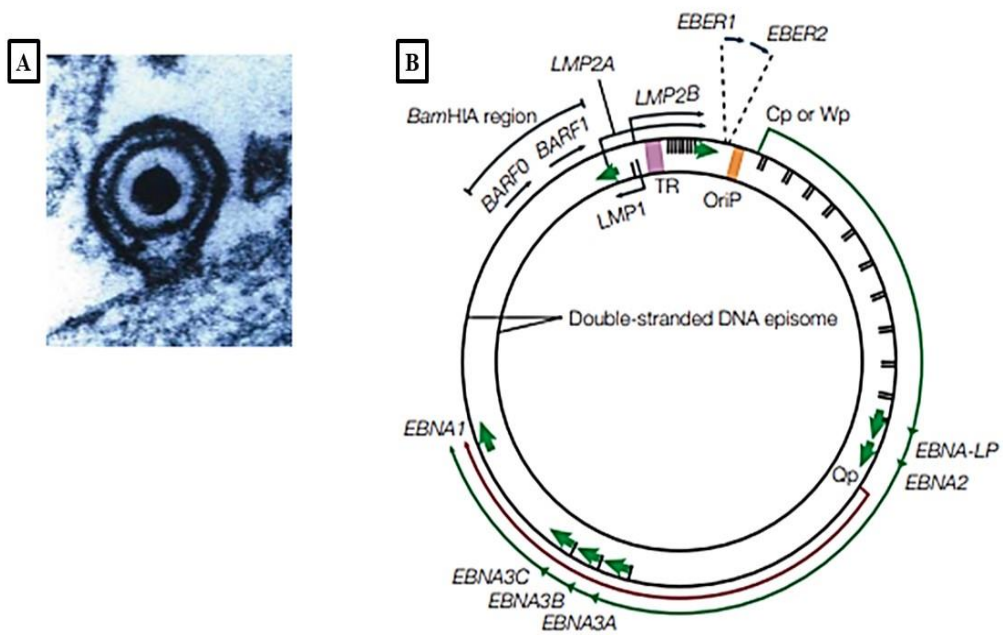 A
B
EBER1
EBER2
LMP2A
LMP2B
Cp or Wp
BamHIA region
BARF1
BARF0
TR
OriP
LMP1
Double-stranded DNA episome
EBNA1
EBNA-LP
Qp
EBNA2
EBNA3C
EBNA3B
EBNA3A